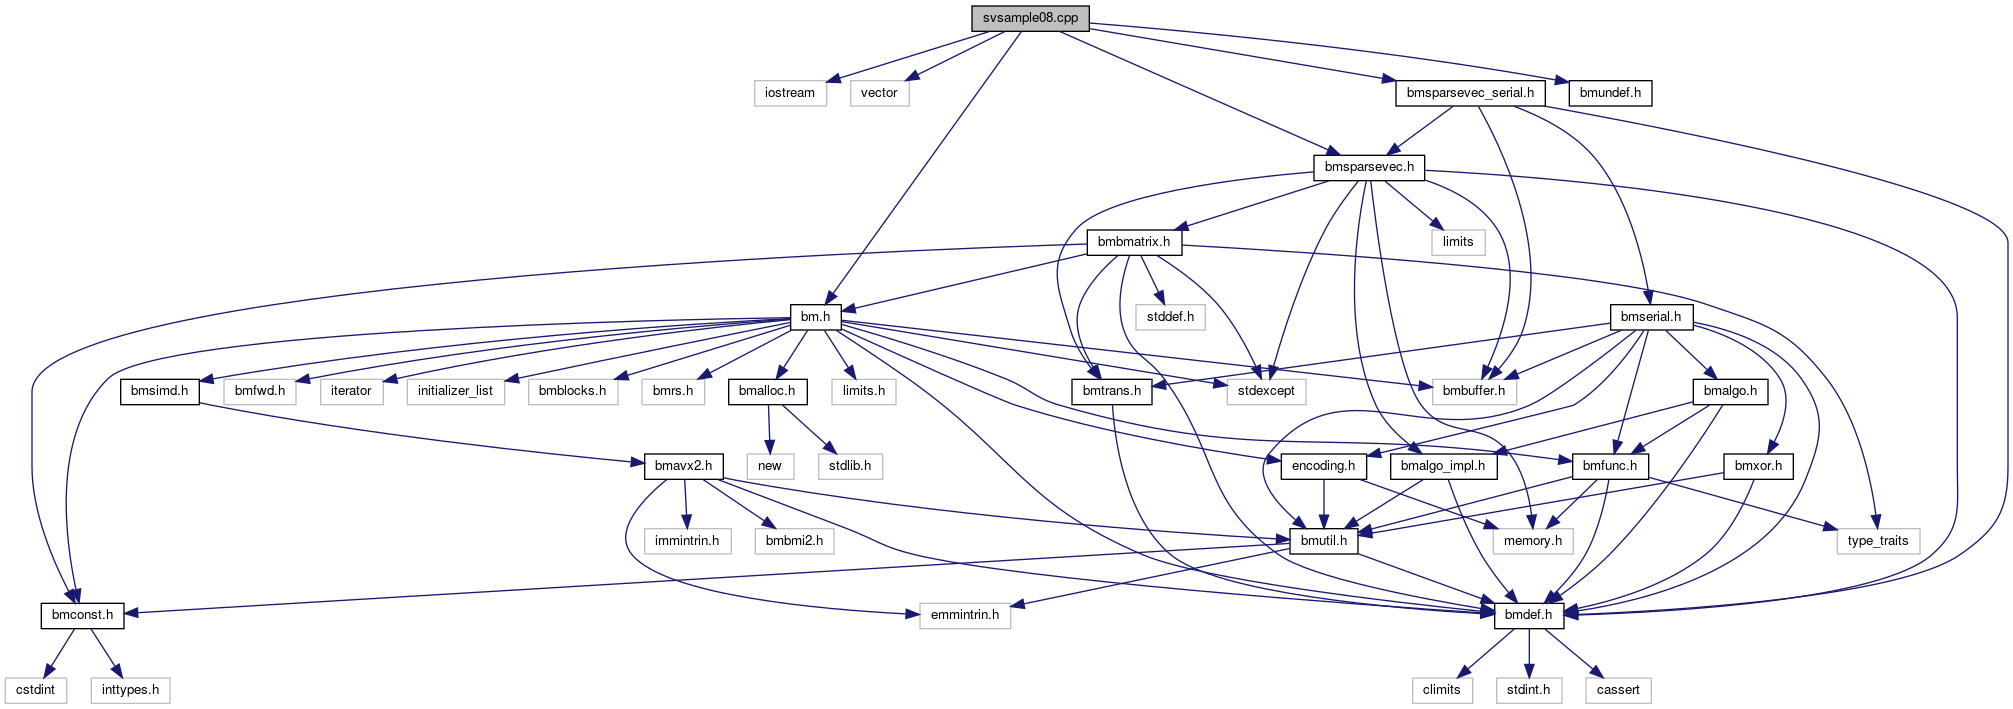 svsample08.cpp
iostream
vector
bmsparsevec_serial.h
bmundef.h
bmsparsevec.h
bmbmatrix.h
limits
bm.h
stddef.h
bmserial.h
bmsimd.h
bmfwd.h
iterator
initializer_list
bmblocks.h
bmrs.h
bmalloc.h
limits.h
bmtrans.h
stdexcept
bmbuffer.h
bmalgo.h
bmavx2.h
new
stdlib.h
encoding.h
bmalgo_impl.h
bmfunc.h
bmxor.h
immintrin.h
bmbmi2.h
bmutil.h
memory.h
type_traits
bmconst.h
emmintrin.h
bmdef.h
cstdint
inttypes.h
climits
stdint.h
cassert